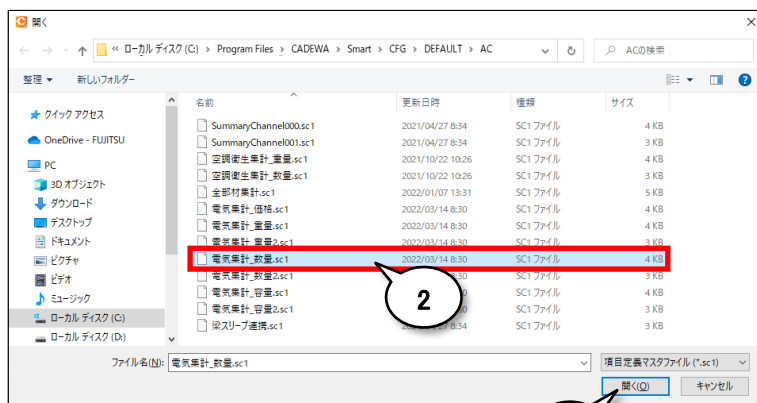 開く
« ローカル ディスク (C:) › Program Files › CADEWA › Smart › CFG › DEFAULT › AC
ACの検索
整理 ▼ 新しいフォルダー
名前 更新日時 種類 サイズ
クイック アクセス
OneDrive - FUJITSU
PC
3D オブジェクト
ダウンロード
デスクトップ
ドキュメント
ピクチャ
ビデオ
ミュージック
ローカル ディスク (C:)
ローカル ディスク (D:)
SummaryChannel000.sc1 2021/04/27 8:34 SC1 ファイル 4 KB
SummaryChannel001.sc1 2021/04/27 8:34 SC1 ファイル 3 KB
空調衛生集計_重量.sc1 2021/10/22 10:26 SC1 ファイル 4 KB
空調衛生集計_数量.sc1 2021/10/22 10:26 SC1 ファイル 3 KB
全部材集計.sc1 2022/01/07 13:31 SC1 ファイル 5 KB
電気集計_価格.sc1 2022/03/14 8:30 SC1 ファイル 4 KB
電気集計_重量.sc1 2022/03/14 8:30 SC1 ファイル 4 KB
電気集計_重量2.sc1 2022/03/14 8:30 SC1 ファイル 3 KB
電気集計_数量.sc1 2022/03/14 8:30 SC1 ファイル 4 KB
電気集計_数量2.sc1 8:30 SC1 ファイル 3 KB
電気集計_容量.sc1 SC1 ファイル 4 KB
電気集計_容量2.sc1 SC1 ファイル 3 KB
梁スリーブ連携.sc1 8:34 SC1 ファイル 3 KB
2
ファイル名(N): 電気集計_数量.sc1 項目定義マスタファイル (*.sc1)
開く(O) キャンセル